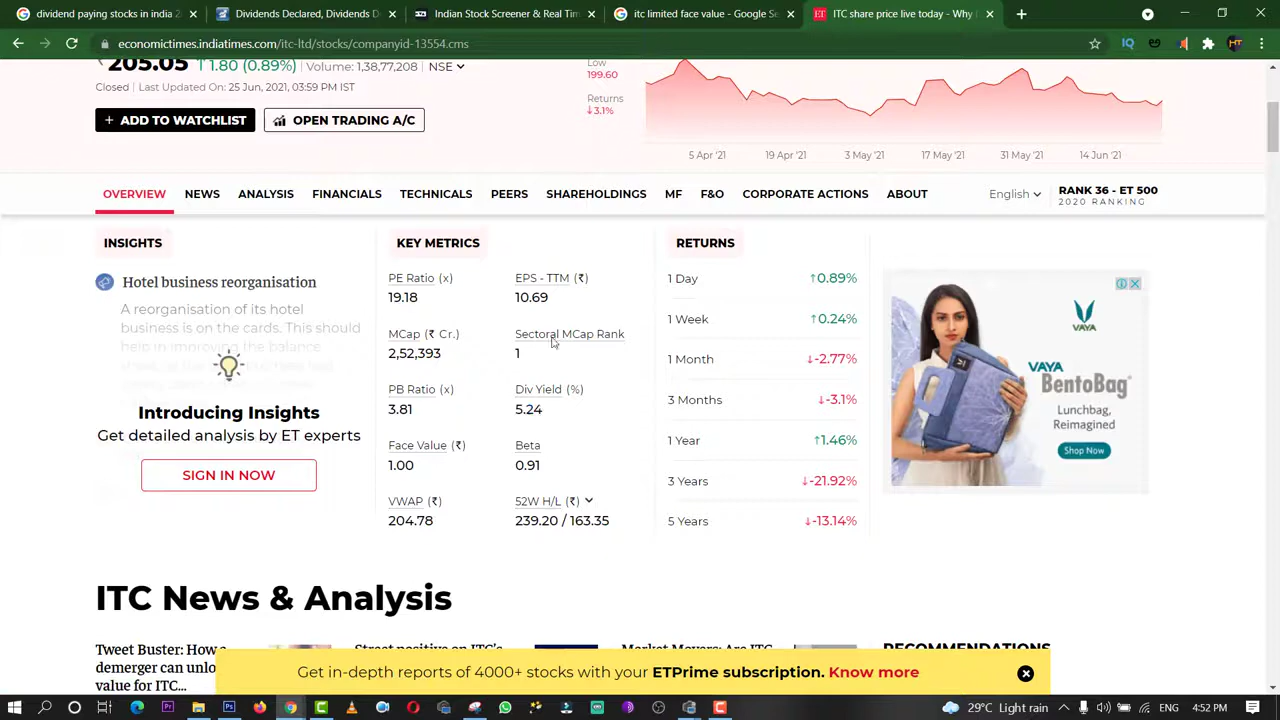 dividend paying stocks in india 2
Dividends Declared, Dividends D
Indian Stock Screener & Real Tim
itc limited face value - Google Se
ITC share price live today - Why I
economictimes.indiatimes.com/itc-ltd/stocks/companyid-13554.cms
205.05 ↑1.80 (0.89%) Volume: 1,38,77,208 NSE
Closed | Last Updated On: 25 Jun, 2021, 03:59 PM IST
+ ADD TO WATCHLIST
OPEN TRADING A/C
Low
199.60
Returns
↓3.1%
5 Apr '21 19 Apr '21 3 May '21 17 May '21 31 May '21 14 Jun '21
OVERVIEW NEWS ANALYSIS FINANCIALS TECHNICALS PEERS SHAREHOLDINGS MF F&O CORPORATE ACTIONS ABOUT
English
RANK 36 - ET 500
2020 RANKING
INSIGHTS
Hotel business reorganisation
A reorganisation of its hotel
business is on the cards. This should
help in improving the balance
Introducing Insights
Get detailed analysis by ET experts
SIGN IN NOW
KEY METRICS
PE Ratio (x) EPS - TTM (₹)
19.18 10.69
MCap (₹ Cr.) Sectoral MCap Rank
2,52,393 1
PB Ratio (x) Div Yield (%)
3.81 5.24
Face Value (₹) Beta
1.00 0.91
VWAP (₹) 52W H/L (₹)
204.78 239.20 / 163.35
RETURNS
1 Day ↑0.89%
1 Week ↑0.24%
1 Month ↓-2.77%
3 Months ↓-3.1%
1 Year ↑1.46%
3 Years ↓-21.92%
5 Years ↓-13.14%
VAYA
VAYA
BentoBag
Lunchbag,
Reimagined
Shop Now
ITC News & Analysis
Tweet Buster: How a
demerger can unlo
value for ITC...
Street positive on ITC's
Market Movers: Are ITC
RECOMMENDATIONS
Get in-depth reports of 4000+ stocks with your ETPrime subscription. Know more
29°C Light rain
4:52 PM